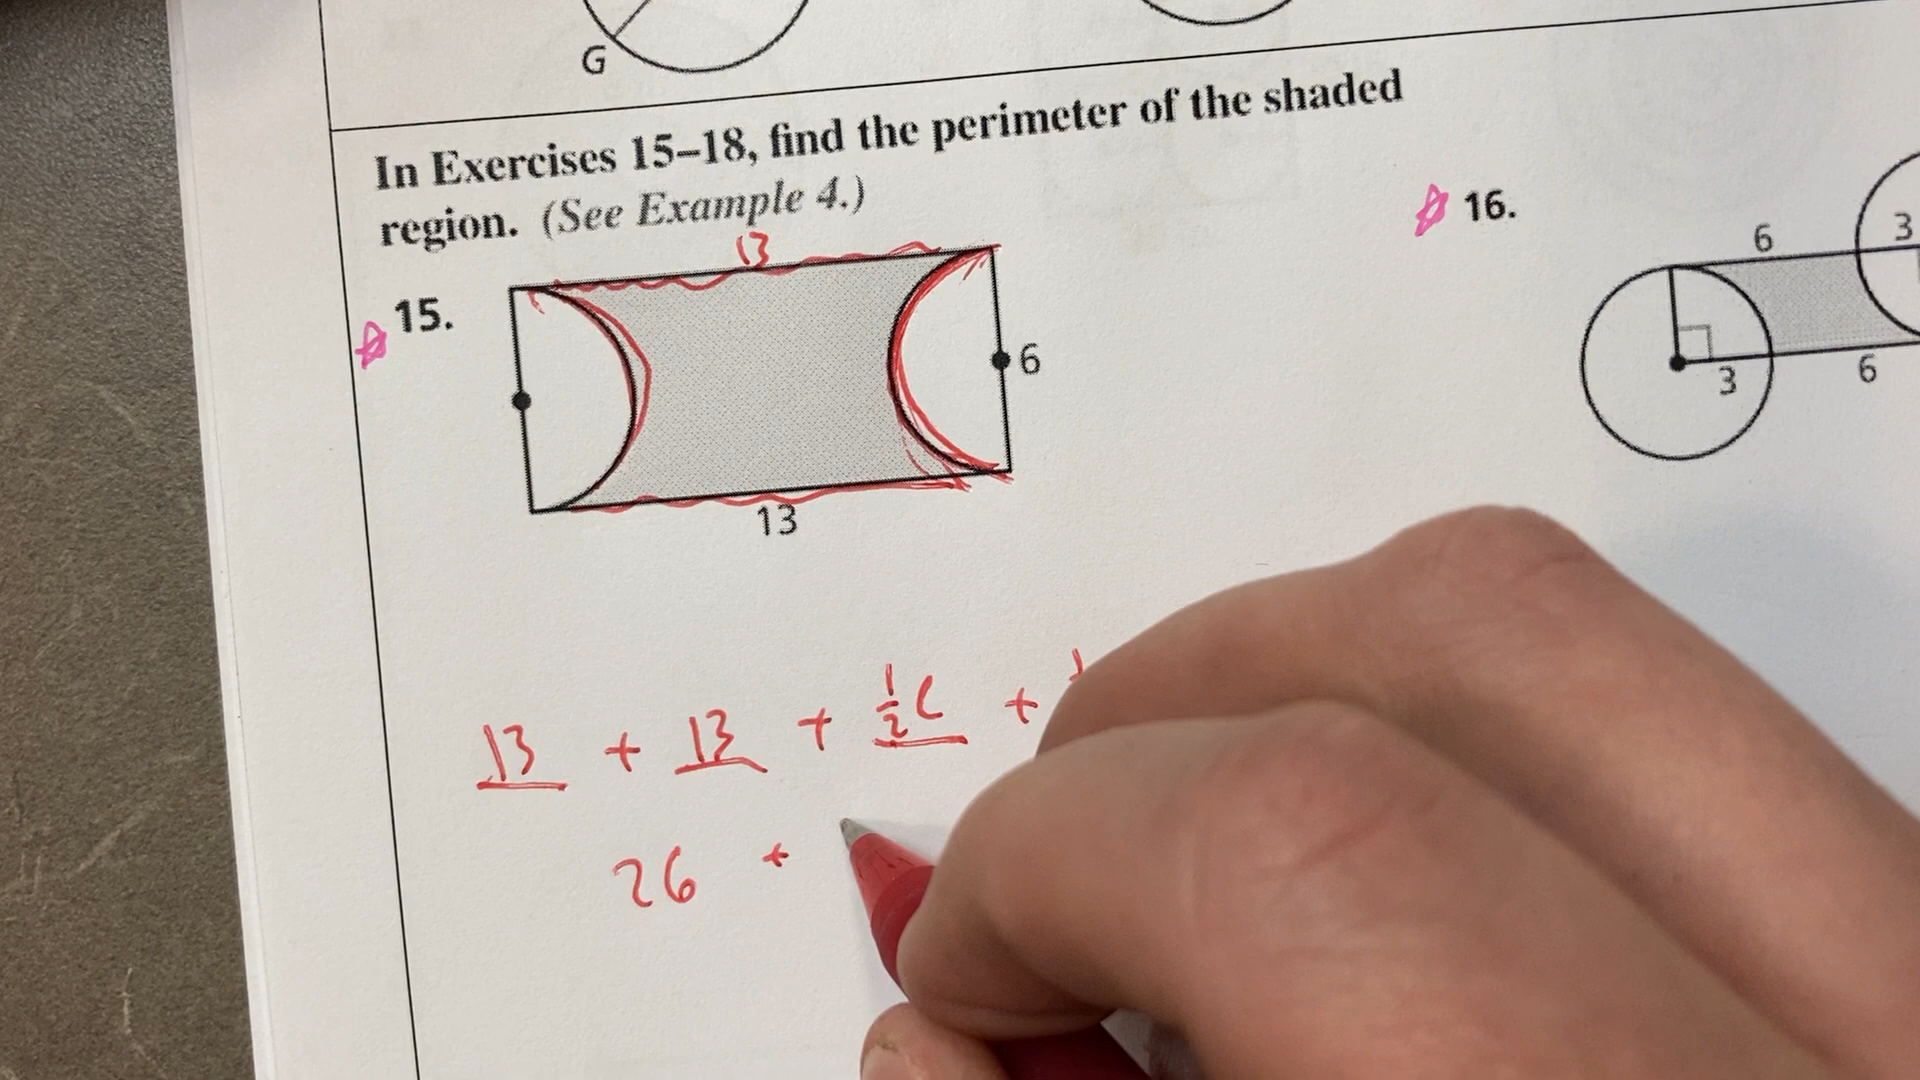 G
In Exercises 15–18, find the perimeter of the shaded
region. (See Example 4.)
15.
13
6
13
16.
6
3
3
6
13 + 13 + 1/2 C +
26 +